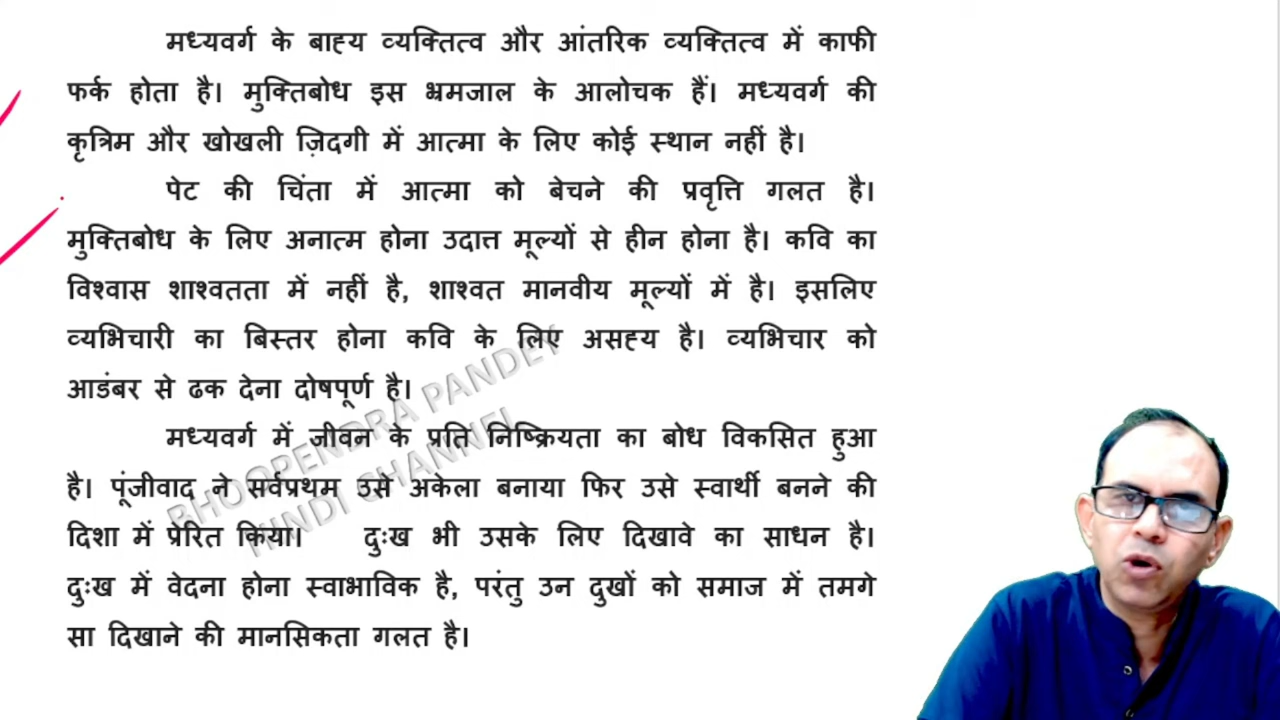 मध्यवर्ग के बाह्य व्यक्तित्व और आंतरिक व्यक्तित्व में काफी
फर्क होता है। मुक्तिबोध इस भ्रमजाल के आलोचक हैं। मध्यवर्ग की
कृत्रिम और खोखली ज़िदगी में आत्मा के लिए कोई स्थान नहीं है।
पेट की चिंता में आत्मा को बेचने की प्रवृत्ति गलत है।
मुक्तिबोध के लिए अनात्म होना उदात्त मूल्यों से हीन होना है। कवि का
विश्वास शाश्वतता में नहीं है, शाश्वत मानवीय मूल्यों में है। इसलिए
व्यभिचारी का बिस्तर होना कवि के लिए असह्य है। व्यभिचार को
आडंबर से ढक देना दोषपूर्ण है।
मध्यवर्ग में जीवन के प्रति निष्क्रियता का बोध विकसित हुआ
है। पूंजीवाद ने सर्वप्रथम उसे अकेला बनाया फिर उसे स्वार्थी बनने की
दिशा में प्रेरित किया। दुःख भी उसके लिए दिखावे का साधन है।
दुःख में वेदना होना स्वाभाविक है, परंतु उन दुखों को समाज में तमगे
सा दिखाने की मानसिकता गलत है।
BHOOPENDRA PANDEY
HINDI CHANNEL